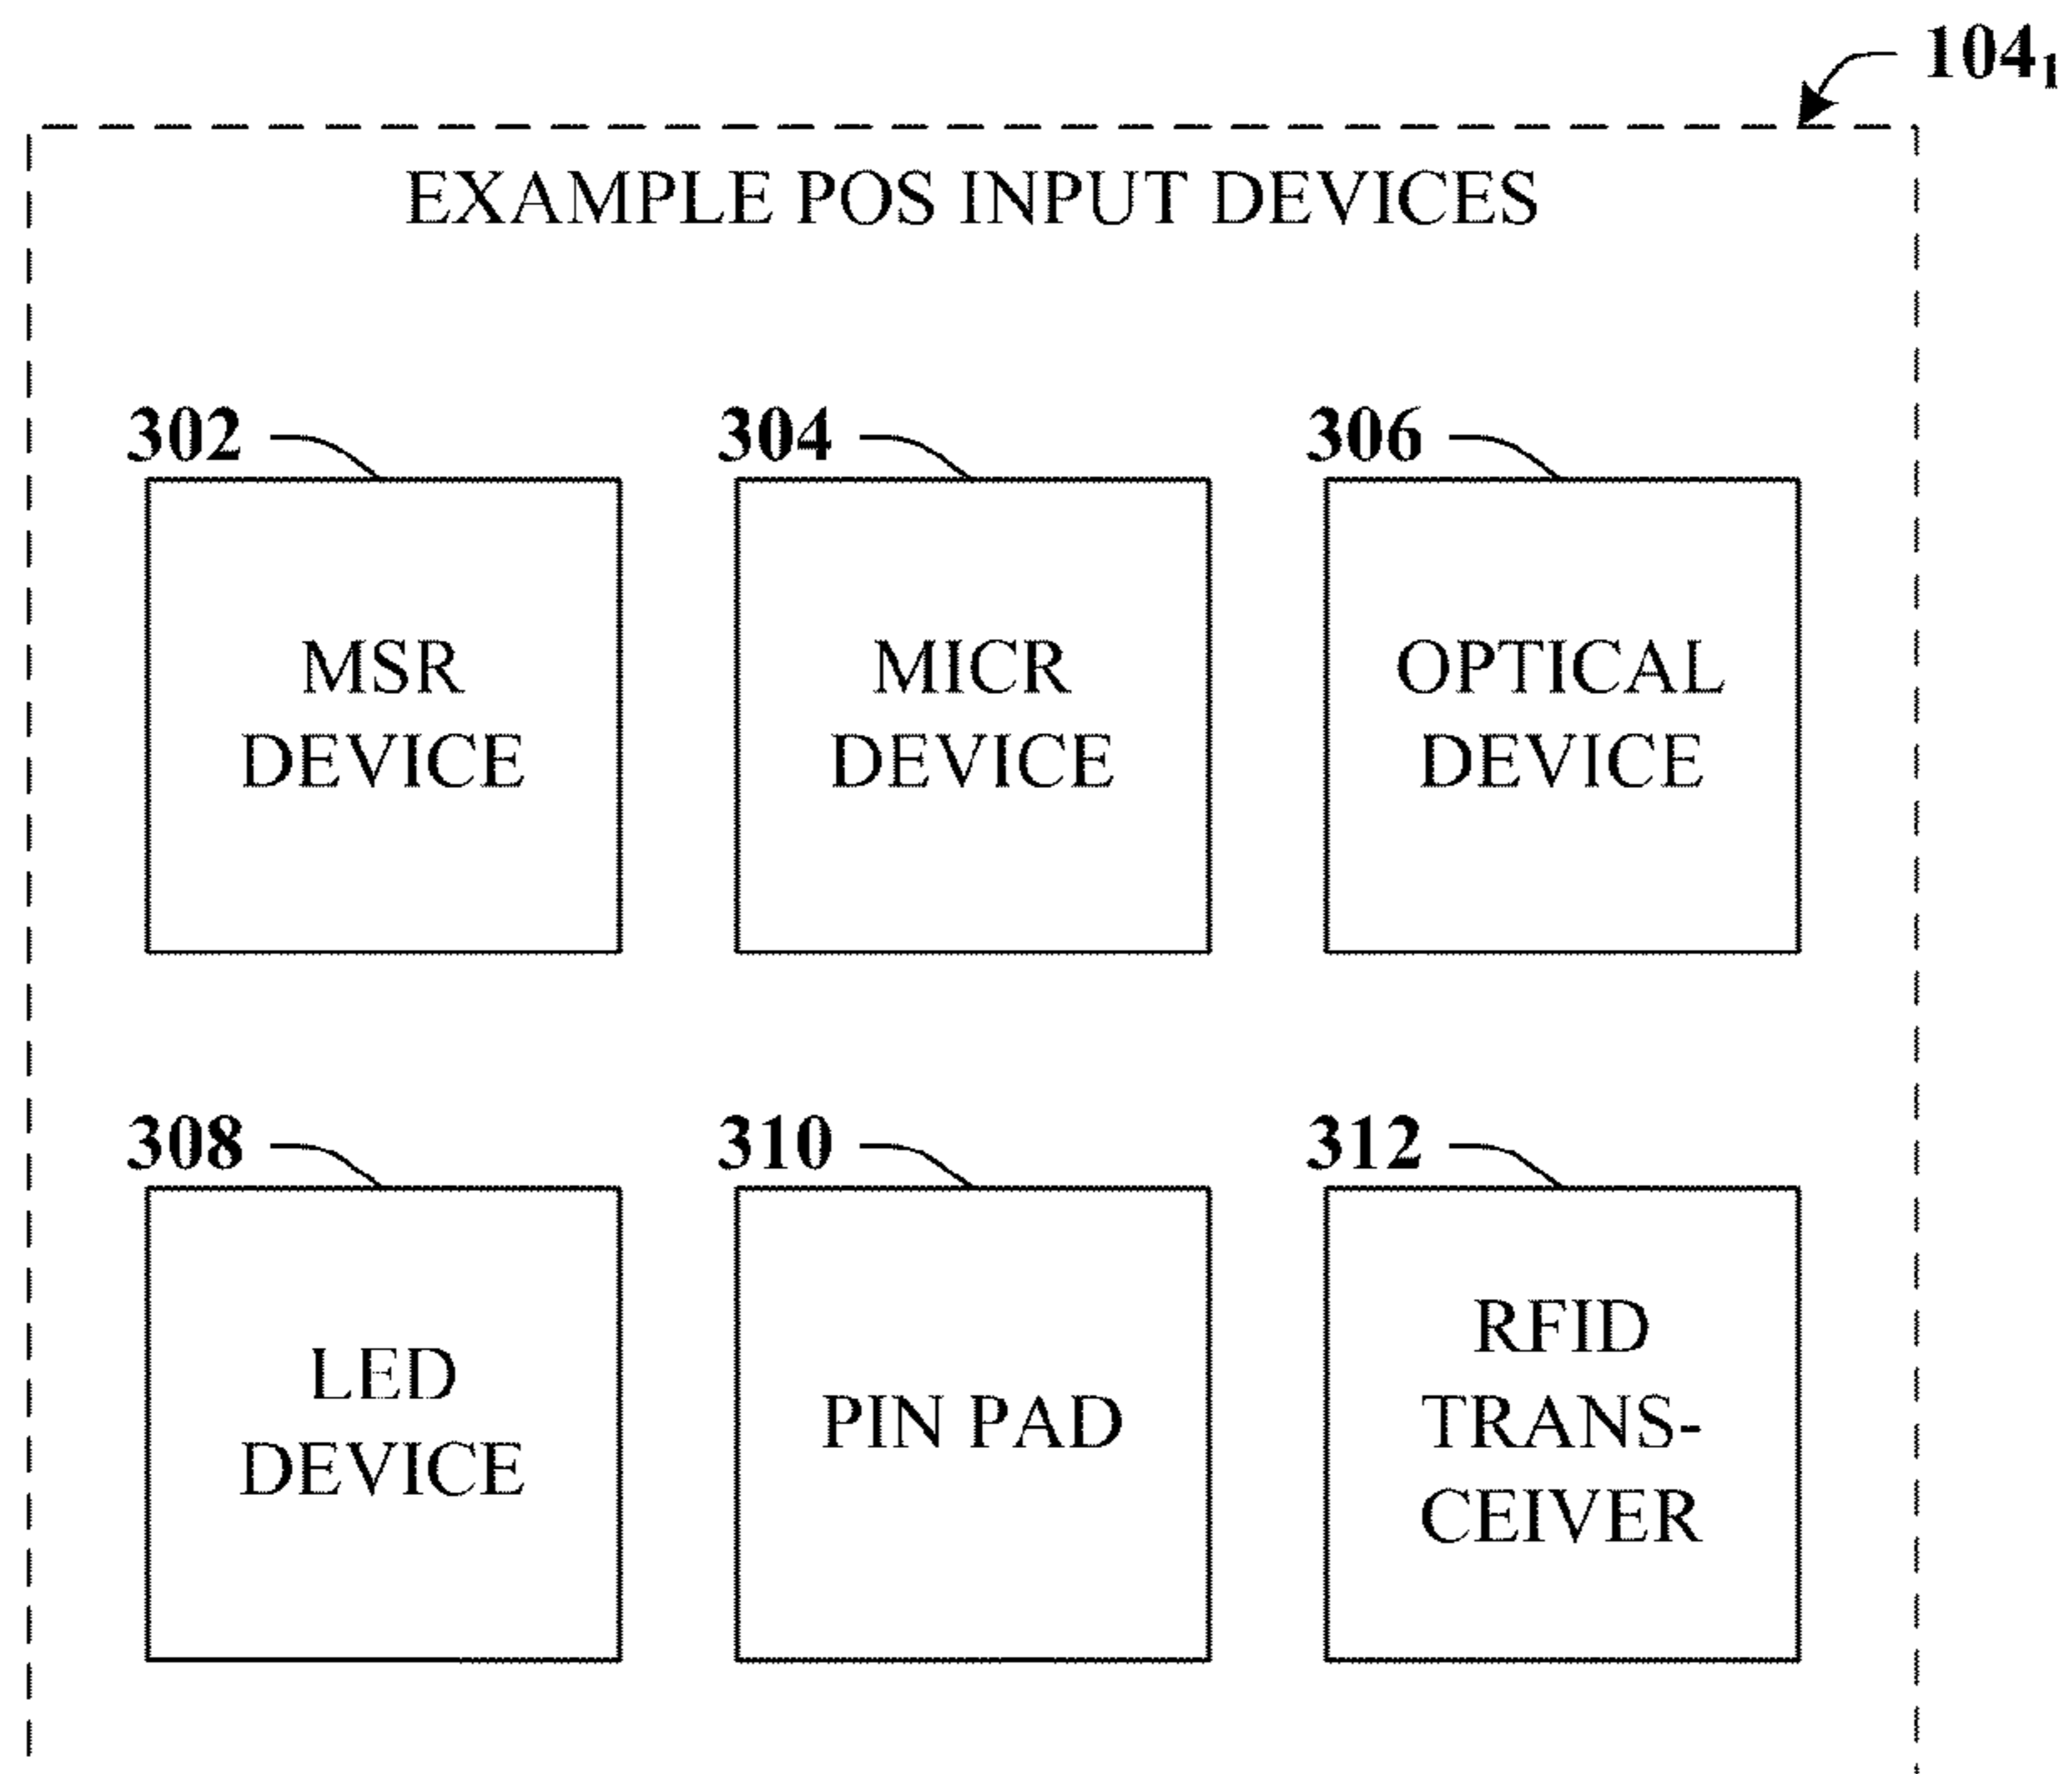 104₁
EXAMPLE POS INPUT DEVICES
302
304
306
MSR
DEVICE
MICR
DEVICE
OPTICAL
DEVICE
308
310
312
LED
DEVICE
PIN PAD
RFID
TRANS-
CEIVER